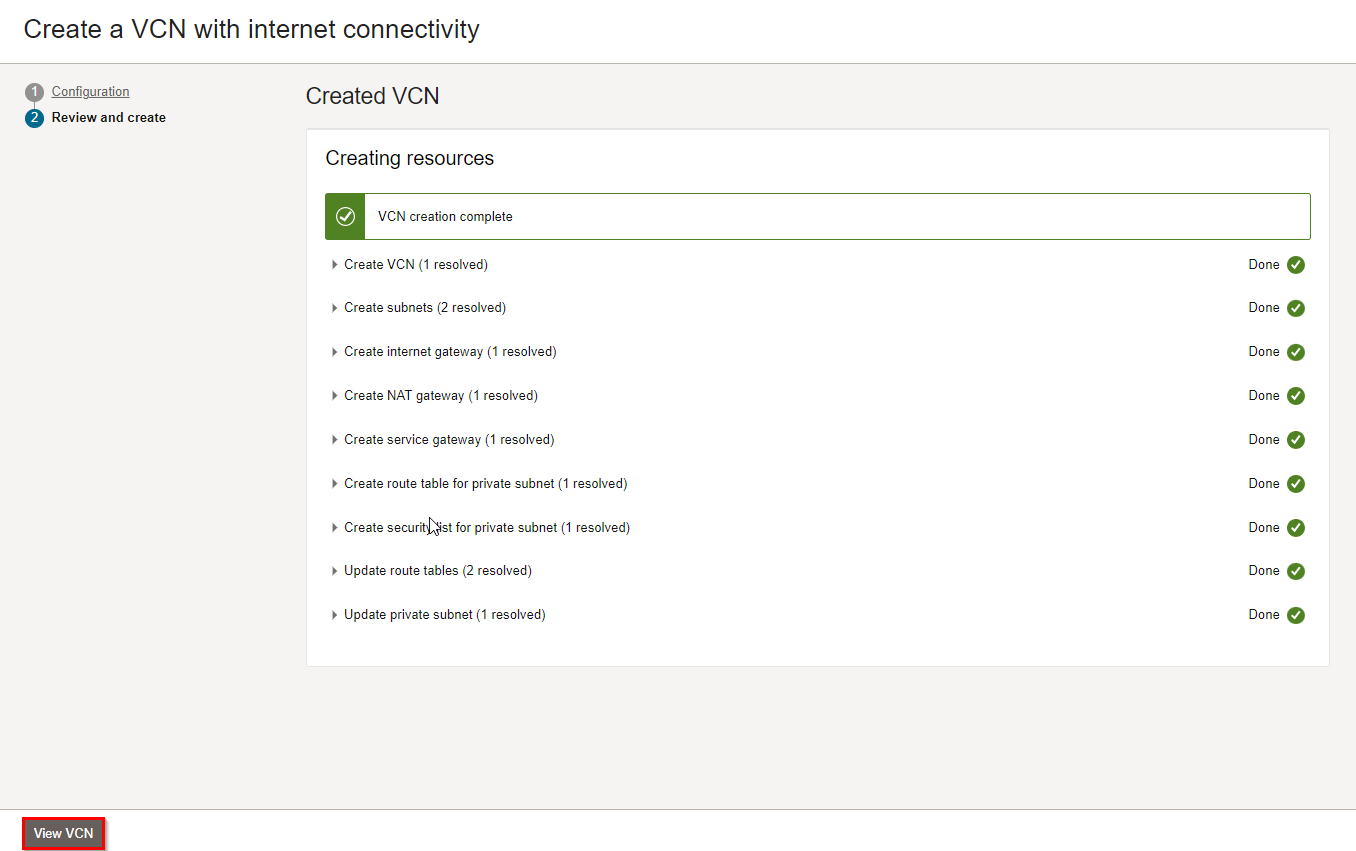 Create a VCN with internet connectivity
1 Configuration
2 Review and create
Created VCN
Creating resources
VCN creation complete
Create VCN (1 resolved) Done
Create subnets (2 resolved) Done
Create internet gateway (1 resolved) Done
Create NAT gateway (1 resolved) Done
Create service gateway (1 resolved) Done
Create route table for private subnet (1 resolved) Done
Create security list for private subnet (1 resolved) Done
Update route tables (2 resolved) Done
Update private subnet (1 resolved) Done
View VCN